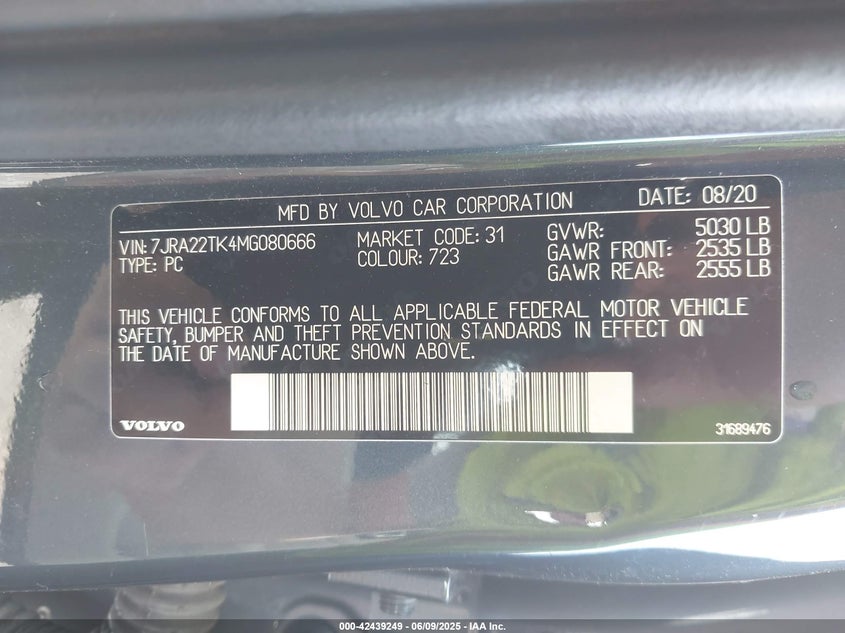 MFD BY VOLVO CAR CORPORATION DATE: 08/20
VIN: 7JRA22TK4MG080666 MARKET CODE: 31 GVWR: 5030 LB
TYPE: PC COLOUR: 723 GAWR FRONT: 2535 LB
GAWR REAR: 2555 LB
THIS VEHICLE CONFORMS TO ALL APPLICABLE FEDERAL MOTOR VEHICLE
SAFETY, BUMPER AND THEFT PREVENTION STANDARDS IN EFFECT ON
THE DATE OF MANUFACTURE SHOWN ABOVE.
VOLVO 31689476
000-42439249 - 06/09/2025 - IAA Inc.